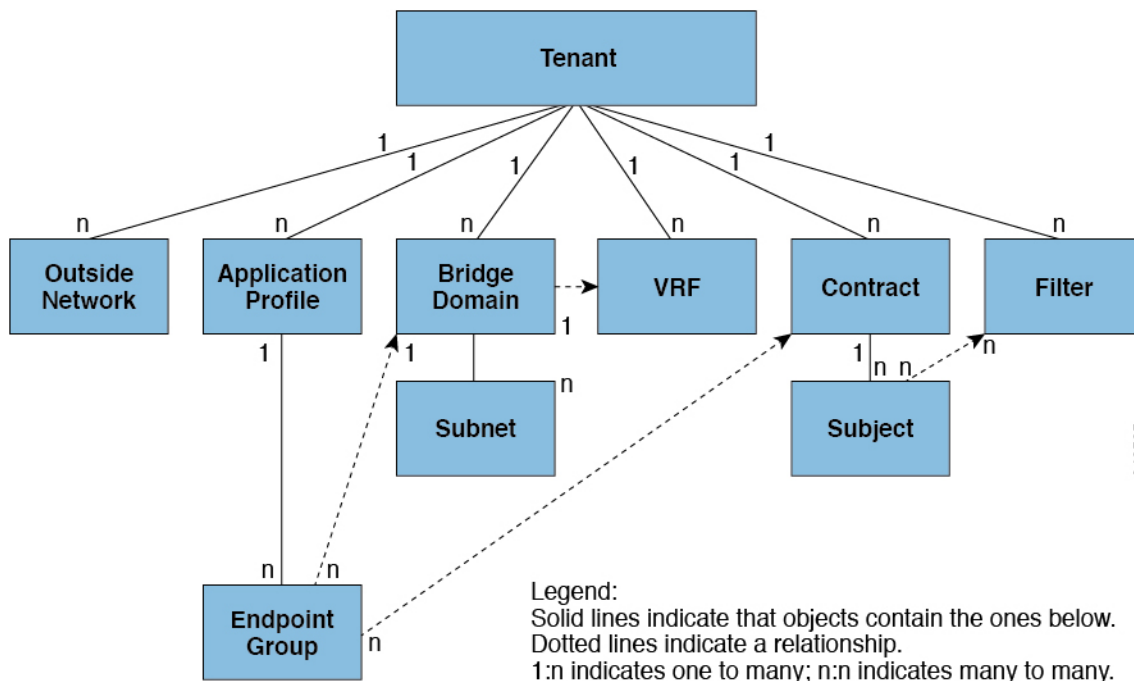 Tenant
1
1
1
1
1
1
n
n
n
n
n
n
Outside
Network
Application
Profile
Bridge
Domain
VRF
Contract
Filter
1
1
1
1
n
n
n
n
Subnet
Subject
n
n
n
Endpoint
Group
Legend:
Solid lines indicate that objects contain the ones below.
Dotted lines indicate a relationship.
1:n indicates one to many; n:n indicates many to many.